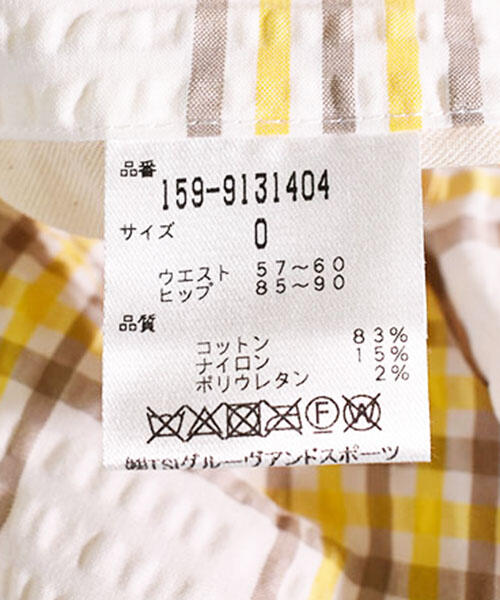 品番
159-9131404
サイズ
0
ウエスト 57～60
ヒップ 85～90
品質
コットン 83%
ナイロン 15%
ポリウレタン 2%
F W
㈱TSIグルーヴアンドスポーツ